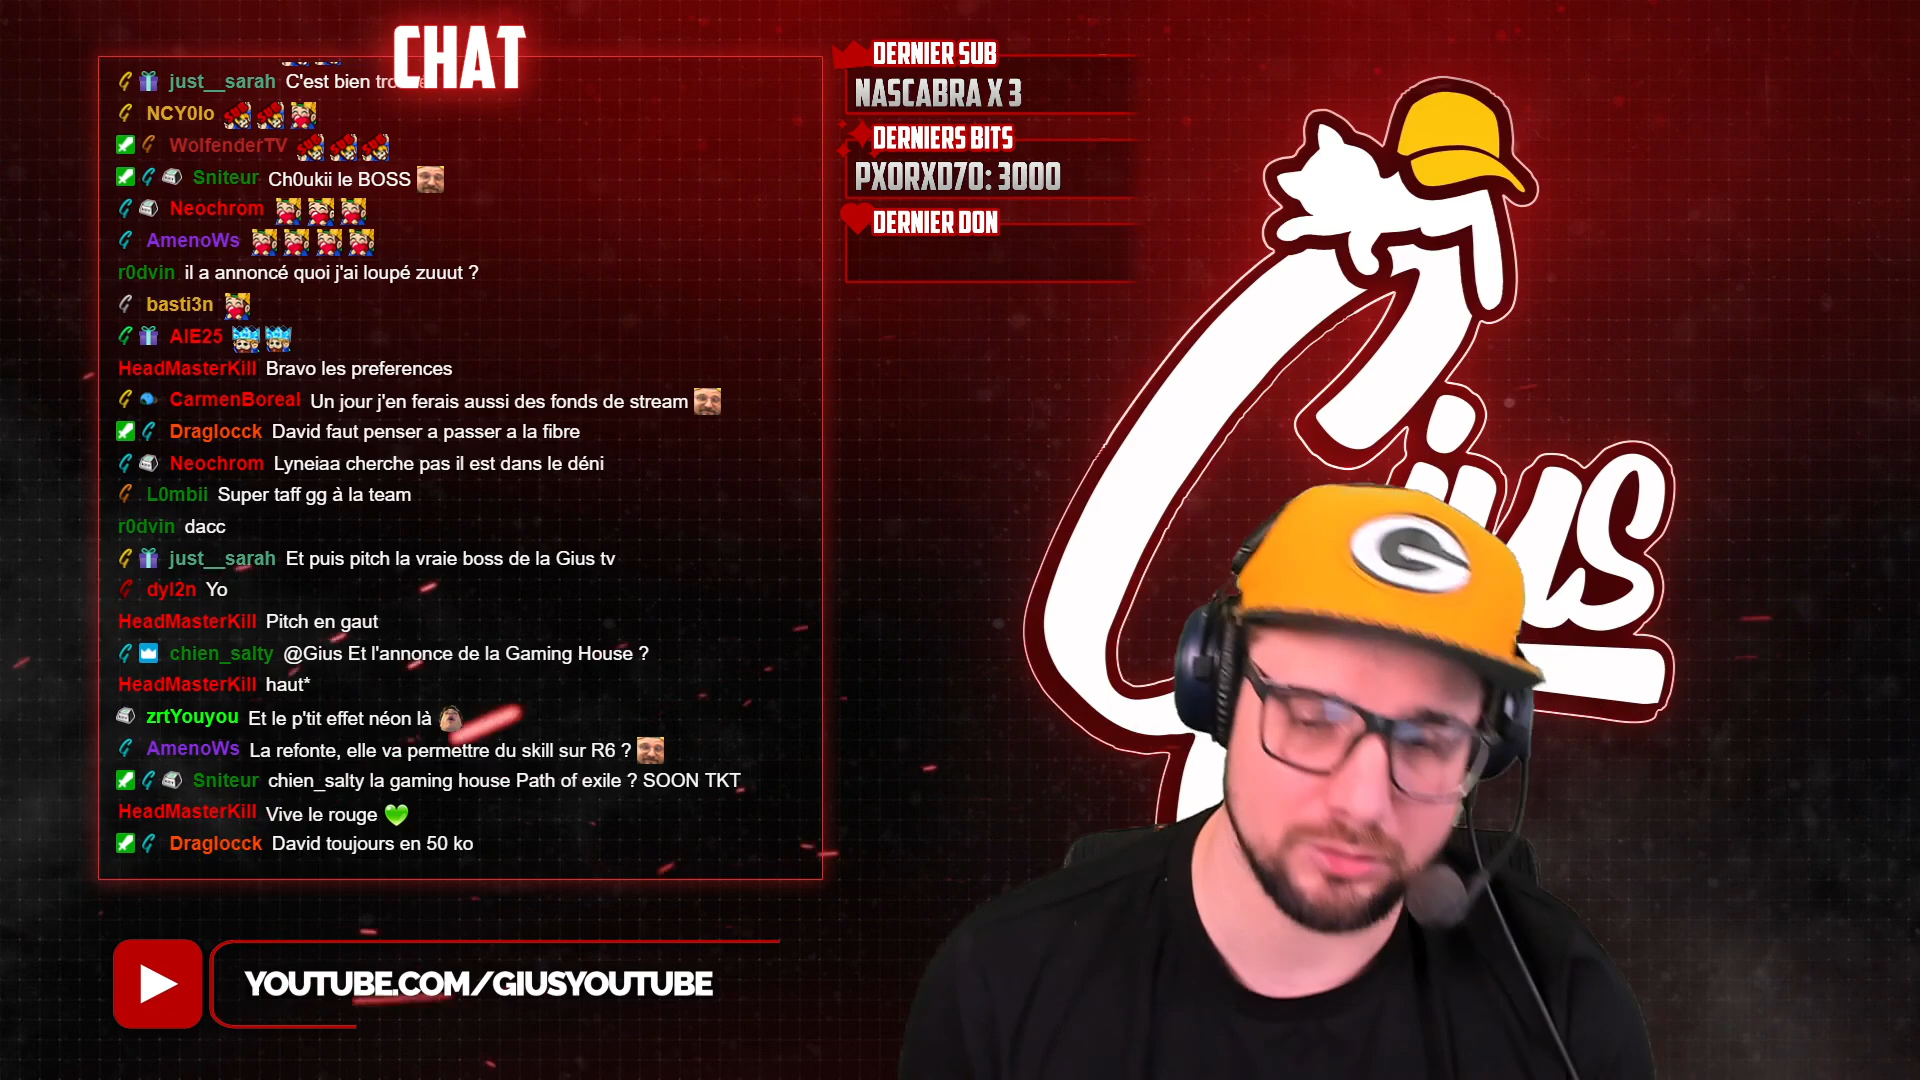 CHAT
just__sarah C'est bien
NCY0lo
WolfenderTV
Sniteur Ch0ukii le BOSS
Neochrom
AmenoWs
r0dvin il a annoncé quoi j'ai loupé zuuut ?
basti3n
HeadMasterKill Bravo les preferences
CarmenBoreal Un jour j'en ferais aussi des fonds de stream
Draglocck David faut penser a passer a la fibre
Neochrom Lyneiaa cherche pas il est dans le déni
L0mbii Super taff gg à la team
r0dvin dacc
just__sarah Et puis pitch la vraie boss de la Gius tv
dyl2n Yo
HeadMasterKill Pitch en gaut
chien_salty @Gius Et l'annonce de la Gaming House ?
HeadMasterKill haut*
zrtYouyou Et le p'tit effet néon là
AmenoWs La refonte, elle va permettre du skill sur R6 ?
Sniteur chien_salty la gaming house Path of exile ? SOON TKT
HeadMasterKill Vive le rouge
Draglocck David toujours en 50 ko
YOUTUBE.COM/GIUSYOUTUBE
DERNIER SUB
NASCABRA X 3
DERNIERS BITS
PX0RXD70: 3000
DERNIER DON
Gius
G